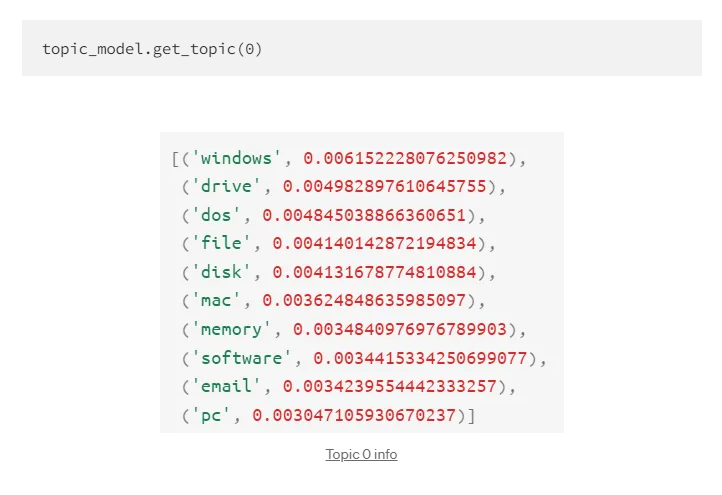 topic_model.get_topic(0)
[('windows', 0.006152228076250982),
('drive', 0.004982897610645755),
('dos', 0.004845038866360651),
('file', 0.004140142872194834),
('disk', 0.004131678774810884),
('mac', 0.003624848635985097),
('memory', 0.0034840976976789903),
('software', 0.0034415334250699077),
('email', 0.0034239554442333257),
('pc', 0.003047105930670237)]
Topic 0 info